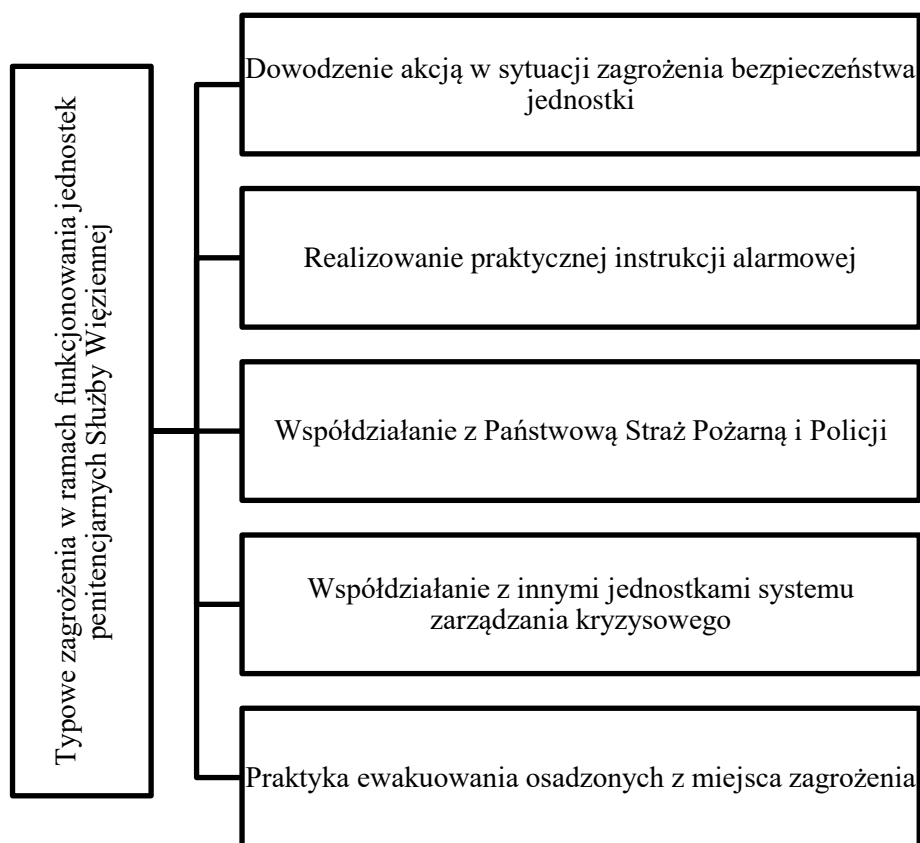 Typowe zagrożenia w ramach funkcjonowania jednostek
penitencjarnych Służby Więziennej
Dowodzenie akcją w sytuacji zagrożenia bezpieczeństwa
jednostki
Realizowanie praktycznej instrukcji alarmowej
Współdziałanie z Państwową Straż Pożarną i Policji
Współdziałanie z innymi jednostkami systemu
zarządzania kryzysowego
Praktyka ewakuowania osadzonych z miejsca zagrożenia